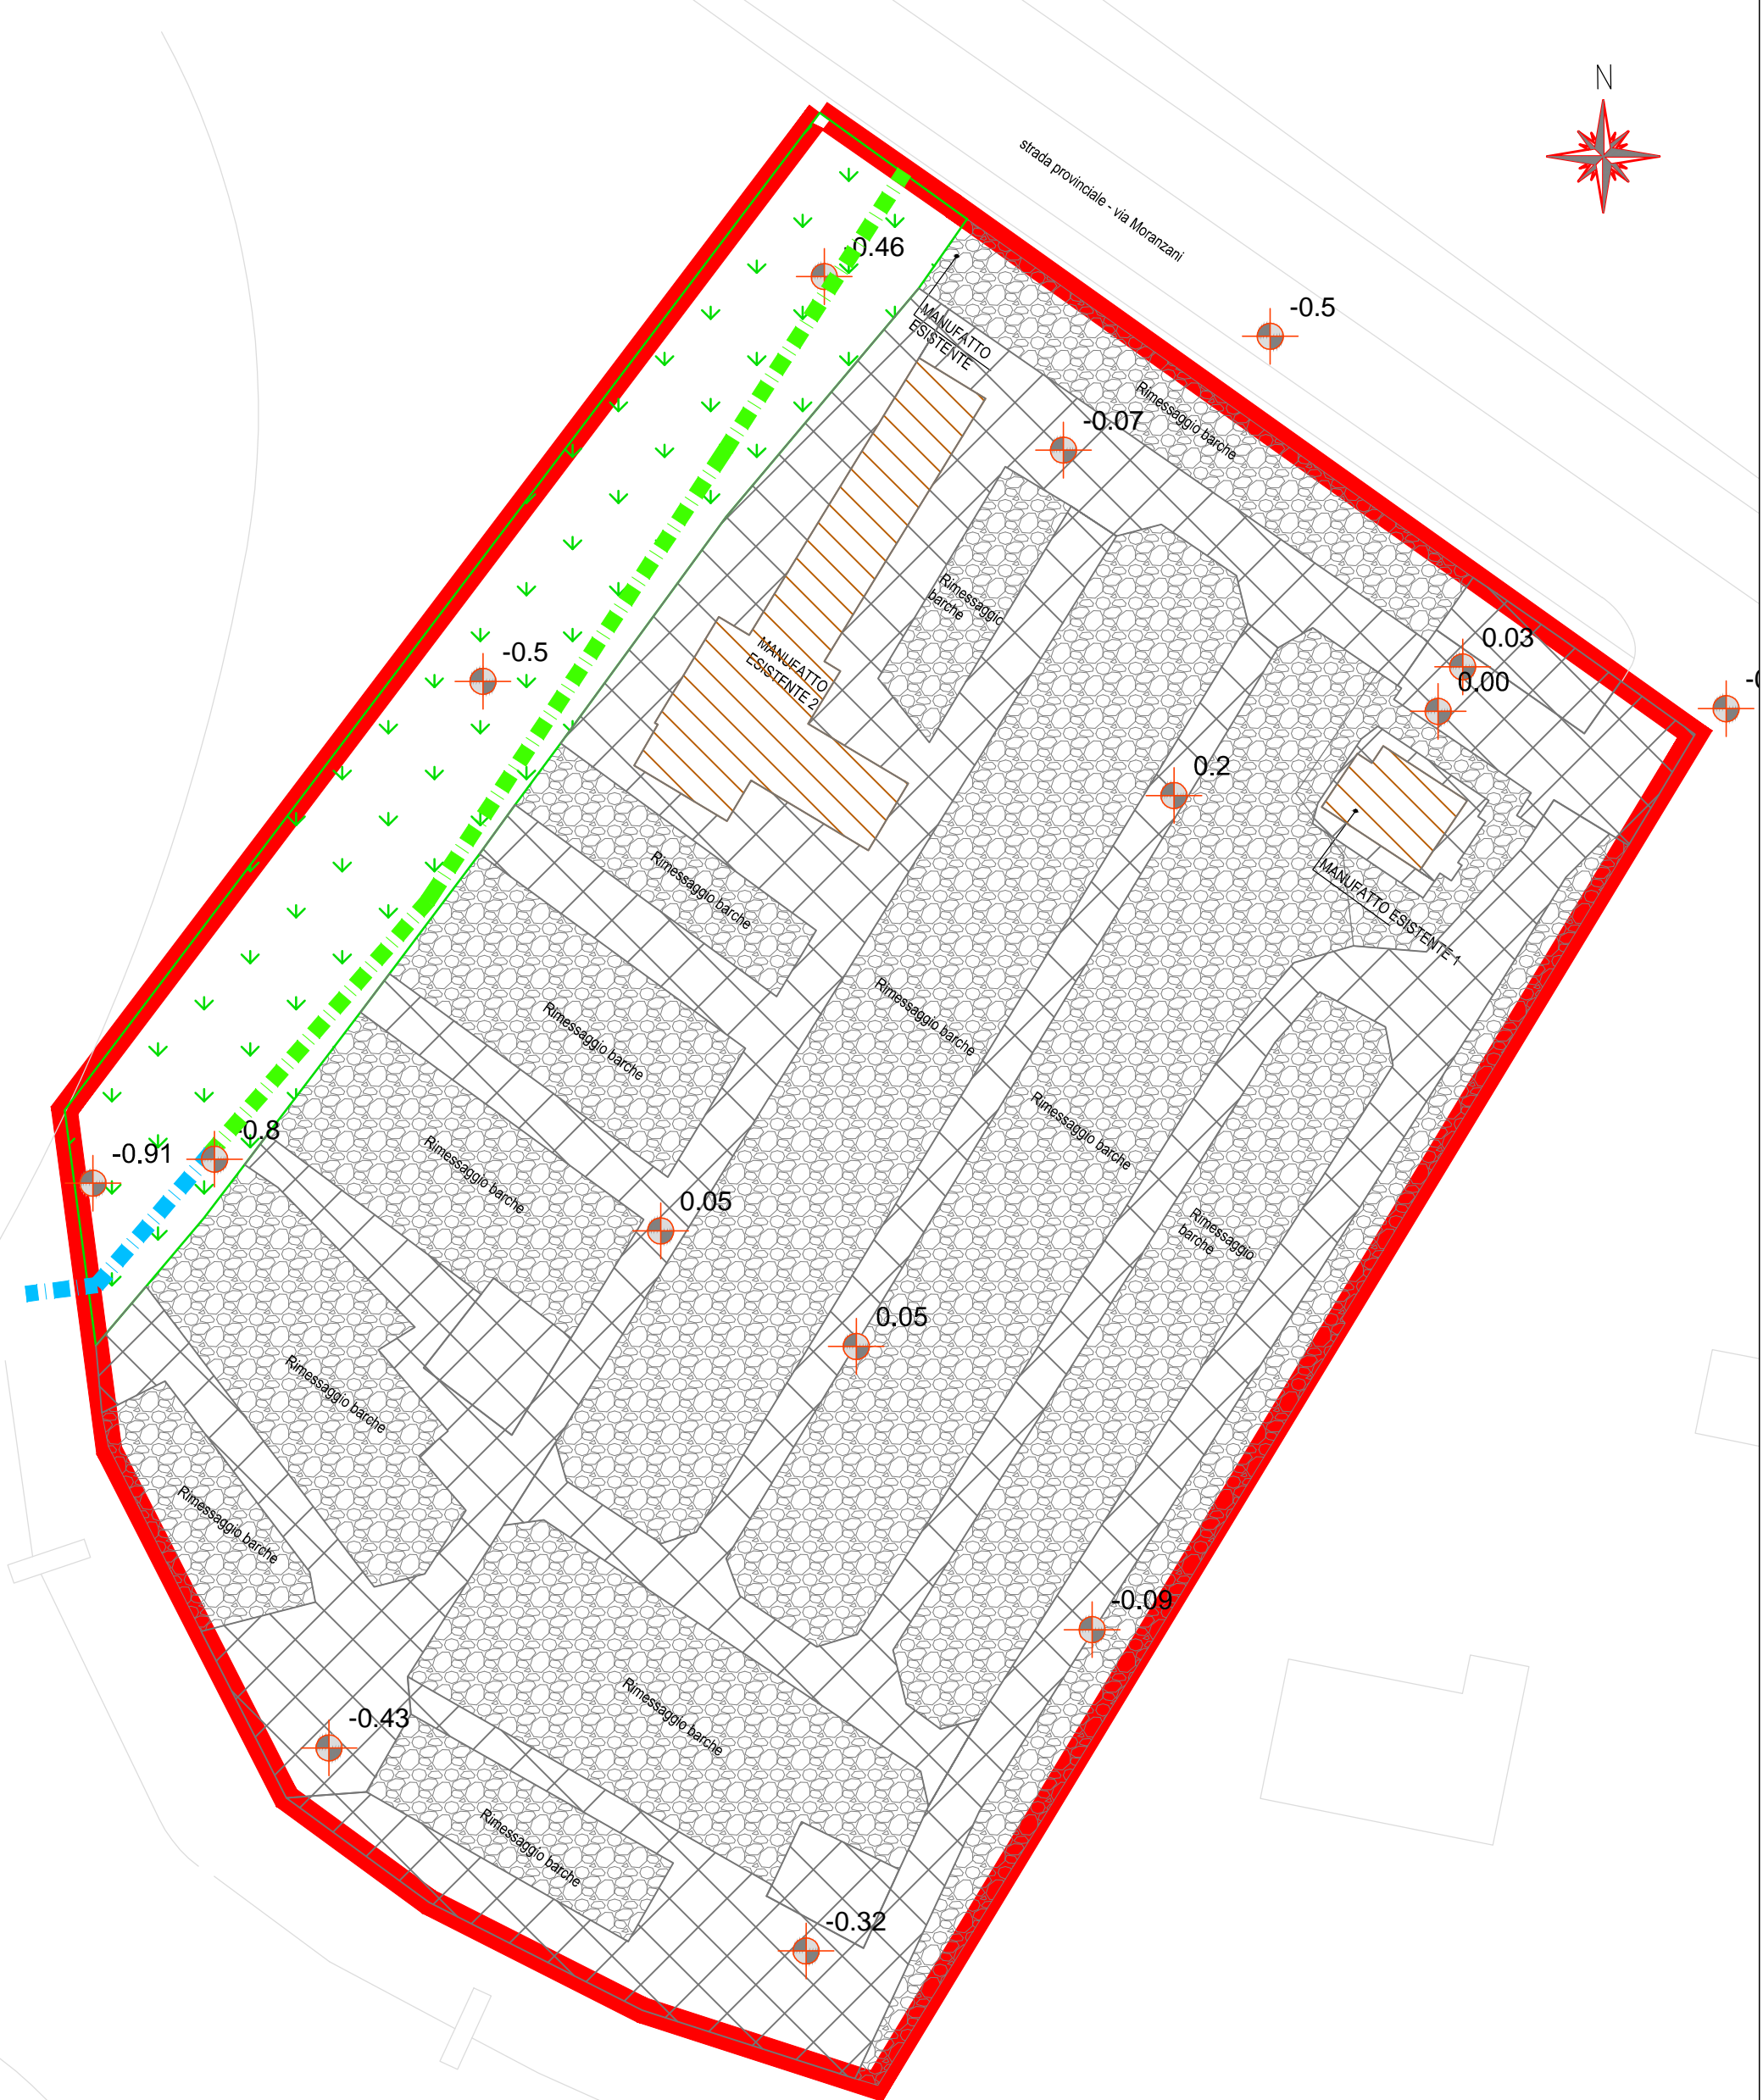 N
strada provinciale - via Moranzani
-0.46
-0.5
MANUFATTO
ESISTENTE
Rimessaggio barche
-0.07
Rimessaggio
barche
0.03
-0.5
MANUFATTO
ESISTENTE 2
0.00
0.2
Rimessaggio barche
MANUFATTO ESISTENTE 1
Rimessaggio barche
Rimessaggio barche
Rimessaggio barche
-0.8
-0.91
Rimessaggio barche
0.05
Rimessaggio
barche
0.05
Rimessaggio barche
Rimessaggio barche
-0.09
-0.43
Rimessaggio barche
Rimessaggio barche
-0.32